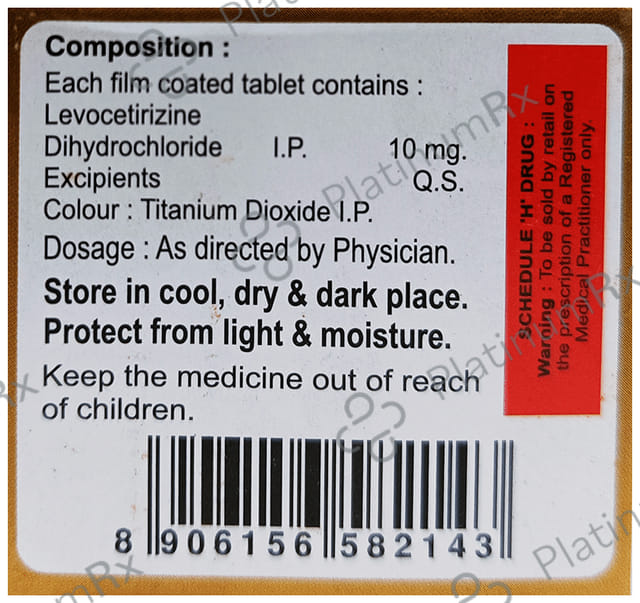 Composition :
Each film coated tablet contains :
Levocetirizine
Dihydrochloride I.P. 10 mg.
Excipients Q.S.
Colour : Titanium Dioxide I.P.
Dosage : As directed by Physician.
Store in cool, dry & dark place.
Protect from light & moisture.
Keep the medicine out of reach
of children.
8 906156 582143
SCHEDULE 'H' DRUG :
Warning : To be sold by retail on
the prescription of a Registered
Medical Practitioner only.
PlatinumRx
PlatinumRx
PlatinumRx